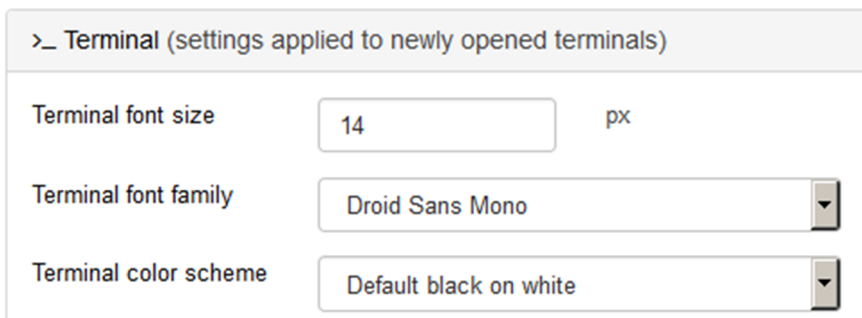 >_ Terminal (settings applied to newly opened terminals)
Terminal font size 14 px
Terminal font family Droid Sans Mono
Terminal color scheme Default black on white